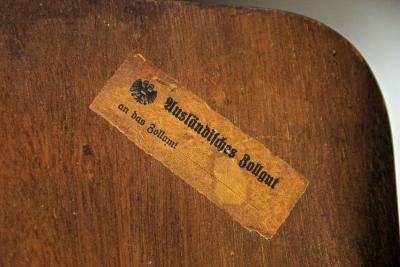 Ausländisches Zollgut
an das Zollamt